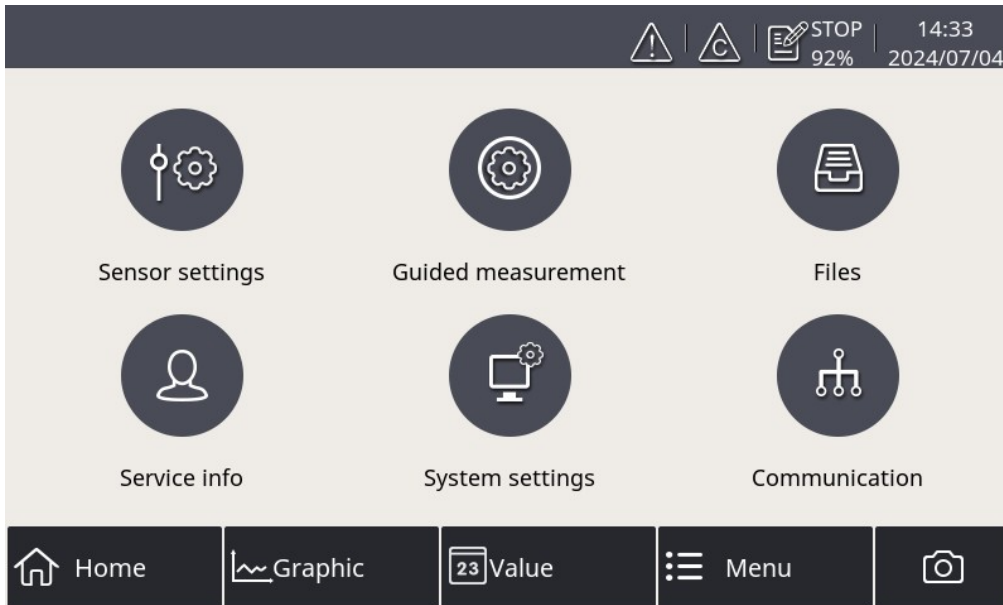 C
STOP
92%
14:33
2024/07/04
Sensor settings
Guided measurement
Files
Service info
System settings
Communication
Home
Graphic
23
Value
Menu